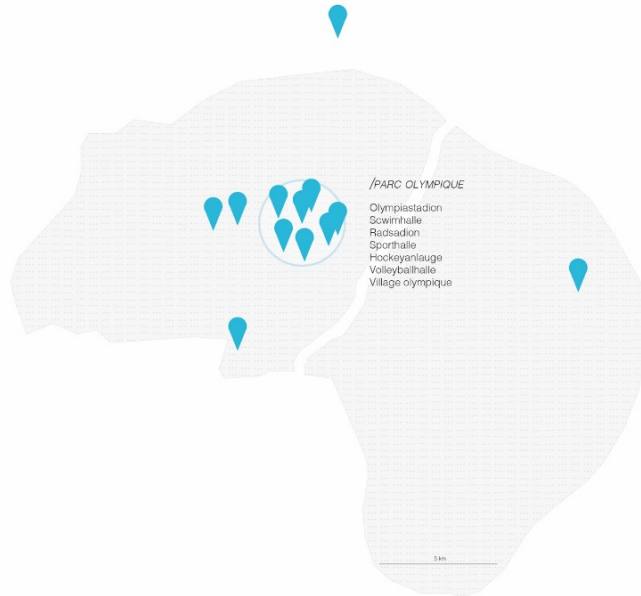 /PARC OLYMPIQUE
Olympiastadion
Scwimhalle
Radsadion
Sporthalle
Hockeyanlauge
Volleyballhalle
Village olympique
5 km